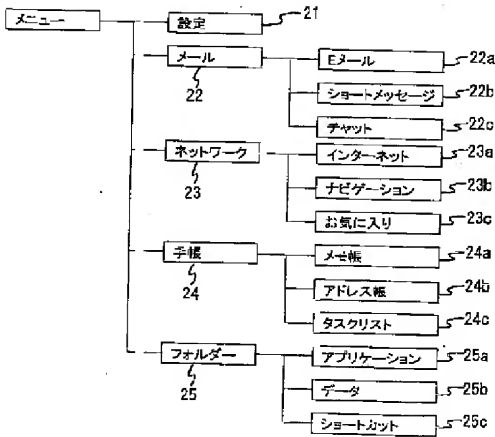 メニュー
設定 21
メール 22
Eメール 22a
ショートメッセージ 22b
チャット 22c
ネットワーク 23
インターネット 23a
ナビゲーション 23b
お気に入り 23c
手帳 24
メモ帳 24a
アドレス帳 24b
タスクリスト 24c
フォルダー 25
アプリケーション 25a
データ 25b
ショートカット 25c